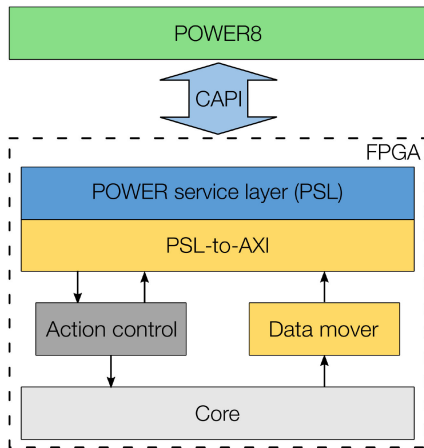 POWER8
CAPI
FPGA
POWER service layer (PSL)
PSL-to-AXI
Action control
Data mover
Core